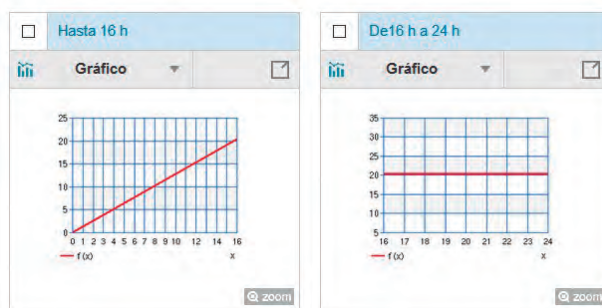 Hasta 16 h
Gráfico
25
20
15
10
5
0
0 1 2 3 4 5 6 7 8 9 10 12 14 16
f (x)
x
zoom
De16 h a 24 h
Gráfico
35
30
25
20
15
10
5
16 17 18 19 20 21 22 23 24
f (x)
x
zoom